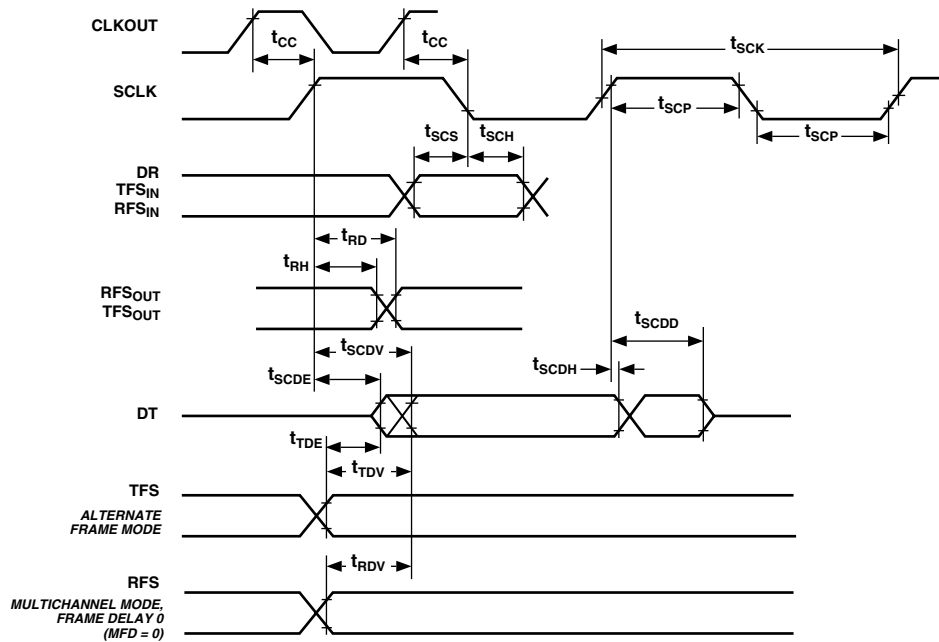 CLKOUT
tCC
tCC
tSCK
SCLK
tSCP
tSCP
tSCS
tSCH
DR
TFSIN
RFSIN
tRD
tRH
RFSOUT
TFSOUT
tSCDV
tSCDD
tSCDE
tSCDH
DT
tTDE
tTDV
TFS
ALTERNATE
FRAME MODE
tRDV
RFS
MULTICHANNEL MODE,
FRAME DELAY 0
(MFD = 0)